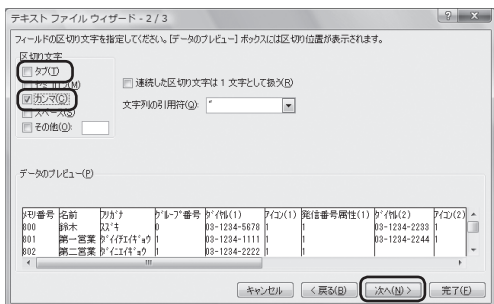 テキスト ファイル ウィザード - 2 / 3
フィールドの区切り文字を指定してください。[データのプレビュー] ボックスには区切り位置が表示されます。
区切り文字
タブ(T)
カンマ(C)
スペース(S)
その他(O):
連続した区切り文字は 1 文字として扱う(R)
文字列の引用符(Q): "
データのプレビュー(P)
ﾒﾓﾘ番号 名前 ﾌﾘｶﾞﾅ ｸﾞﾙｰﾌﾟ番号 ﾀﾞｲﾔﾙ(1) ｱｲｺﾝ(1) 発信番号属性(1) ﾀﾞｲﾔﾙ(2) ｱｲｺﾝ(2)
800 鈴木 ｽｽﾞｷ 0 03-1234-5678 1 1 03-1234-2233 1
801 第一営業 ﾀﾞｲｲﾁｴｲｷﾞｮｳ 1 03-1234-1111 1 1 03-1234-2244 1
802 第二営業 ﾀﾞｲﾆｴｲｷﾞｮｳ 1 03-1234-2222 1 1
キャンセル < 戻る(B) 次へ(N) > 完了(F)